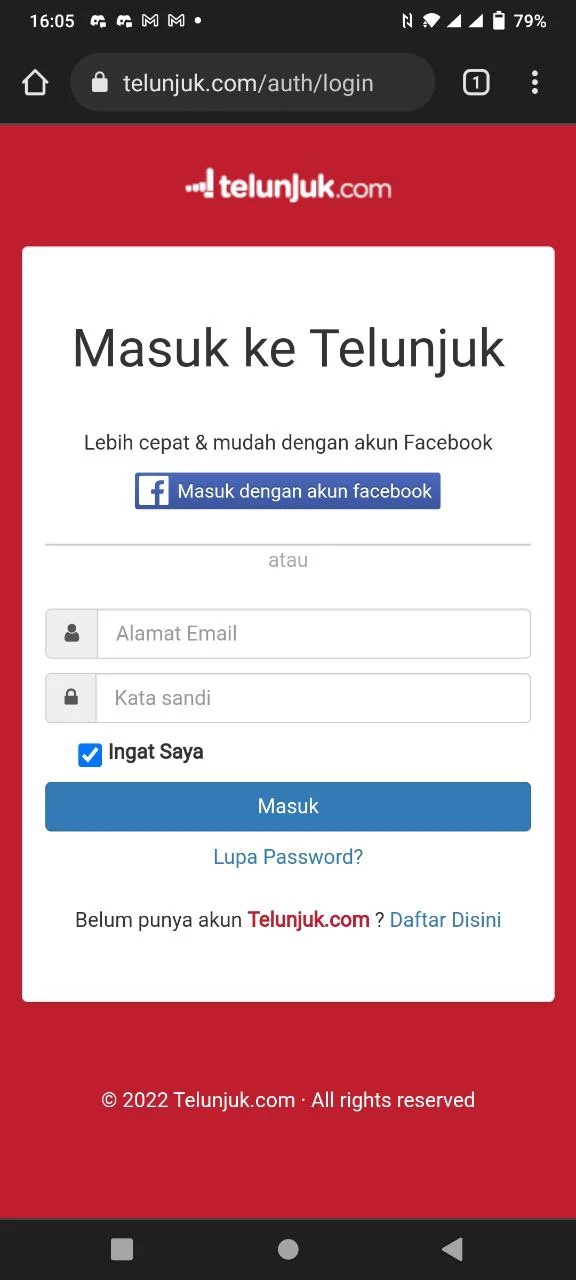 16:05
79%
telunjuk.com/auth/login
1
telunjuk.com
Masuk ke Telunjuk
Lebih cepat & mudah dengan akun Facebook
f Masuk dengan akun facebook
atau
Alamat Email
Kata sandi
Ingat Saya
Masuk
Lupa Password?
Belum punya akun Telunjuk.com ? Daftar Disini
© 2022 Telunjuk.com · All rights reserved